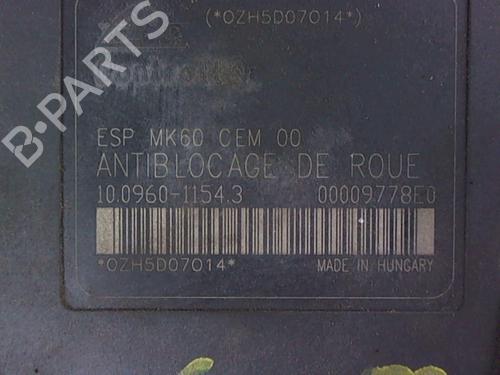 (*OZH5D07014*)
B-Parts
ESP MK60 CEM 00
ANTIBLOCAGE DE ROUE
10.0960-1154.3 00009778E0
*OZH5D07014* MADE IN HUNGARY